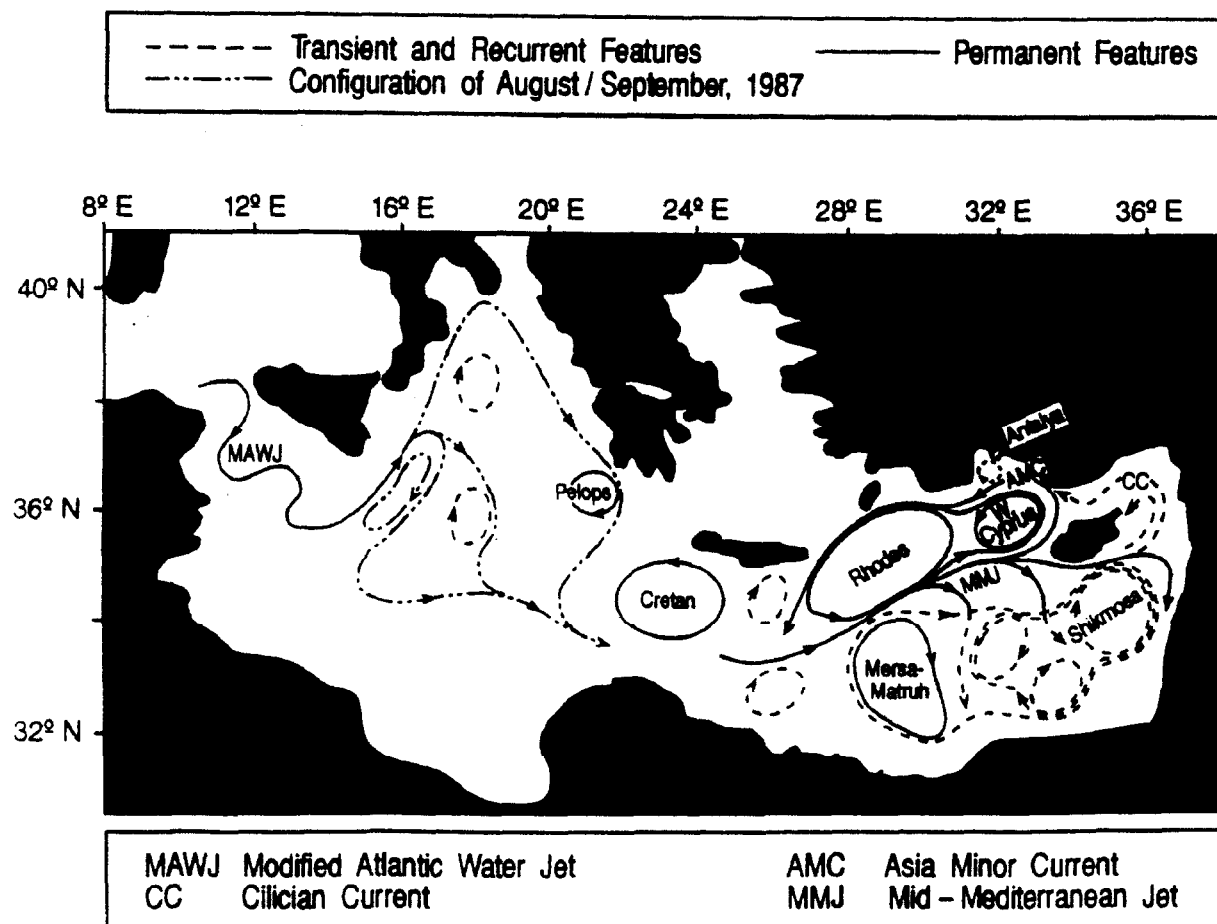 Transient and Recurrent Features Permanent Features
Configuration of August / September, 1987
8º E 12º E 16º E 20º E 24º E 28º E 32º E 36º E
40º N
36º N
32º N
MAWJ
Pelops
Cretan
Rhodes
Antalya
AMC
CC
W.
Cyprus
MMJ
Shikmosa
Mersa-
Matruh
MAWJ Modified Atlantic Water Jet AMC Asia Minor Current
CC Cilician Current MMJ Mid – Mediterranean Jet